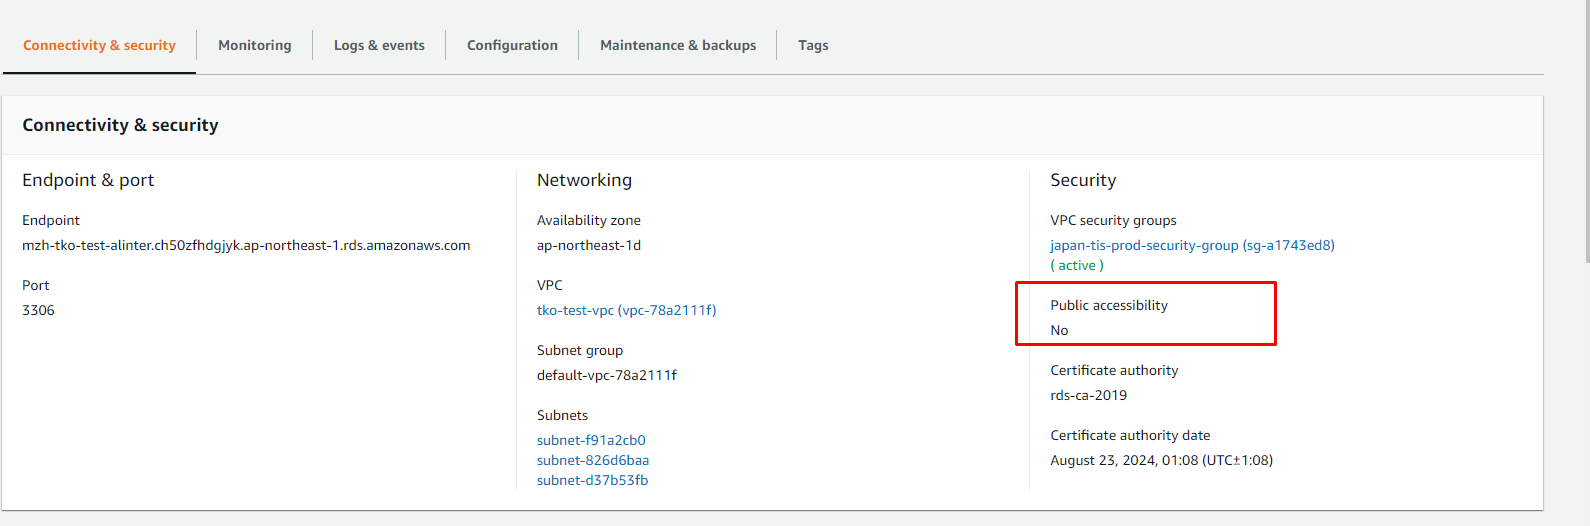 Connectivity & security
Monitoring
Logs & events
Configuration
Maintenance & backups
Tags
Connectivity & security
Endpoint & port
Endpoint
mzh-tko-test-alinter.ch50zfhdgjyk.ap-northeast-1.rds.amazonaws.com
Port
3306
Networking
Availability zone
ap-northeast-1d
VPC
tko-test-vpc (vpc-78a2111f)
Subnet group
default-vpc-78a2111f
Subnets
subnet-f91a2cb0
subnet-826d6baa
subnet-d37b53fb
Security
VPC security groups
japan-tis-prod-security-group (sg-a1743ed8)
( active )
Public accessibility
No
Certificate authority
rds-ca-2019
Certificate authority date
August 23, 2024, 01:08 (UTC±1:08)